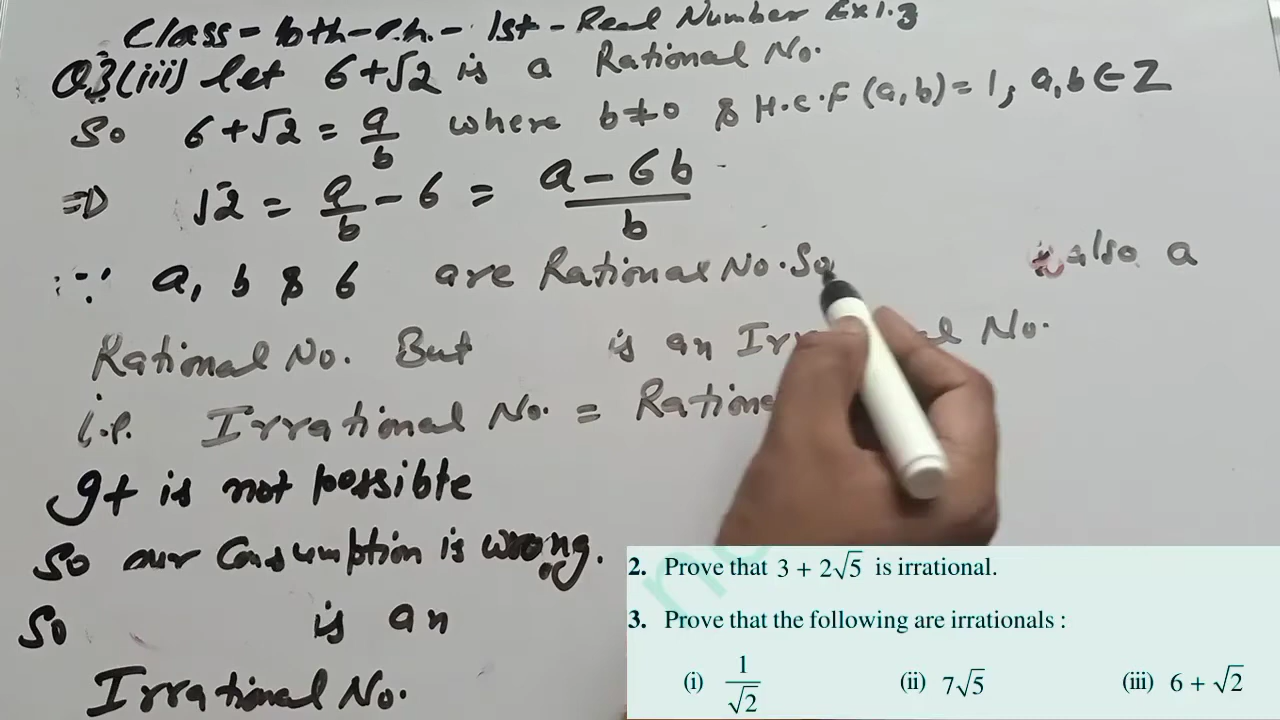 Class - 10th - Ch. - 1st - Real Number Ex 1.3
Q3(iii) let 6+√2 is a Rational No.
So 6+√2 = a/b where b≠0 & H.C.F (a,b) = 1, a,b ∈ Z
⇒ √2 = a/b - 6 = (a - 6b)/b
∵ a, b & 6 are Rational No. So is also a
Rational No. But is an No.
i.e. Irrational No. =
It is not possible
So our Consumption is wrong.
So is an
Irrational No.
2. Prove that 3 + 2√5 is irrational.
3. Prove that the following are irrationals :
(i) 1/√2 (ii) 7√5 (iii) 6 + √2